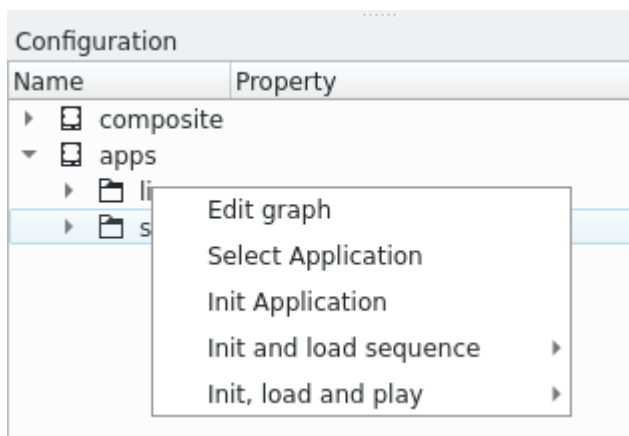 Configuration
Name Property
composite
apps
Edit graph
Select Application
Init Application
Init and load sequence
Init, load and play